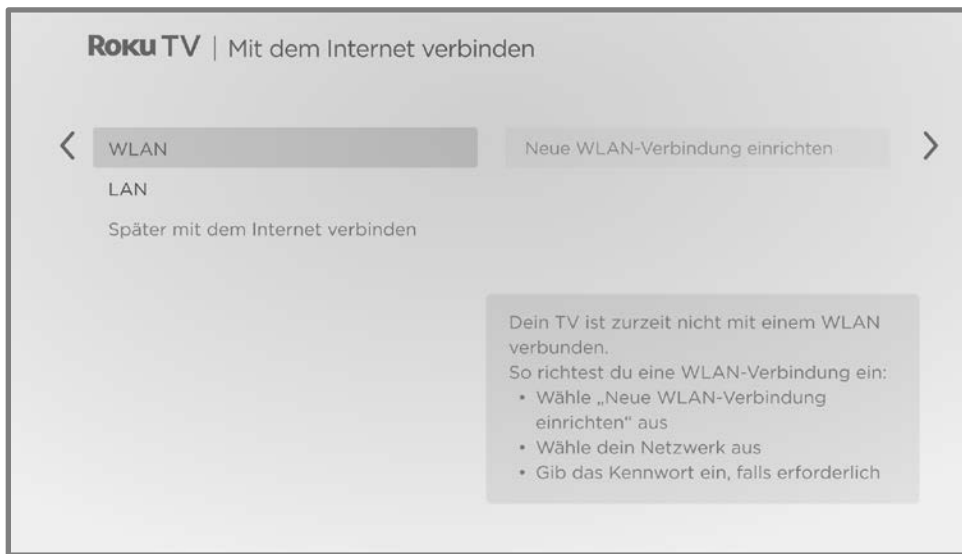 Roku TV | Mit dem Internet verbinden
WLAN
Neue WLAN-Verbindung einrichten
LAN
Später mit dem Internet verbinden
Dein TV ist zurzeit nicht mit einem WLAN
verbunden.
So richtest du eine WLAN-Verbindung ein:
• Wähle „Neue WLAN-Verbindung
einrichten“ aus
• Wähle dein Netzwerk aus
• Gib das Kennwort ein, falls erforderlich